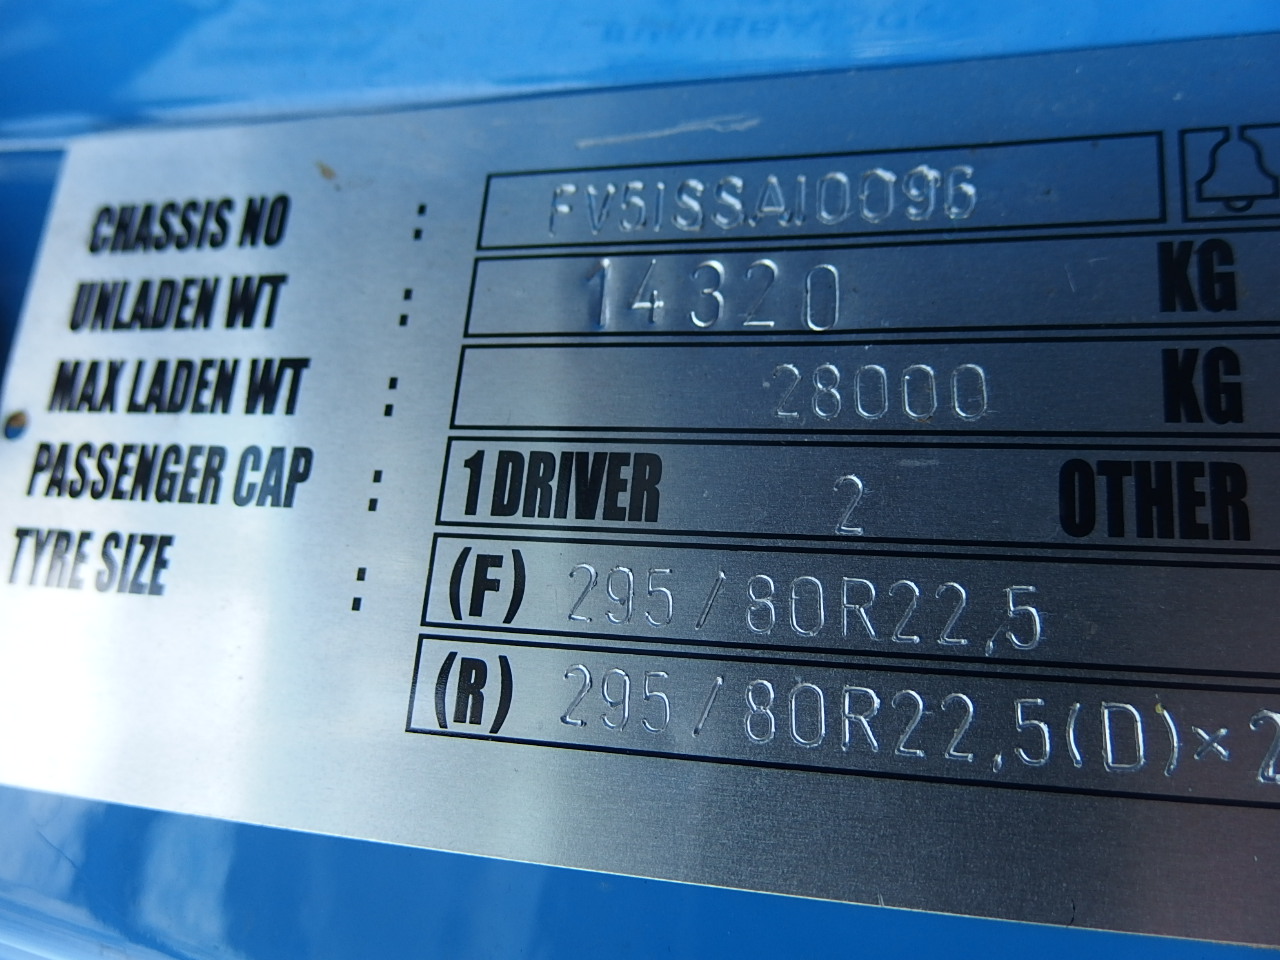 CHASSIS NO : FV51SSA10096
UNLADEN WT : 14320 KG
MAX LADEN WT : 28000 KG
PASSENGER CAP : 1 DRIVER 2 OTHER
TYRE SIZE : (F) 295/80R22,5
(R) 295/80R22,5(D)×2